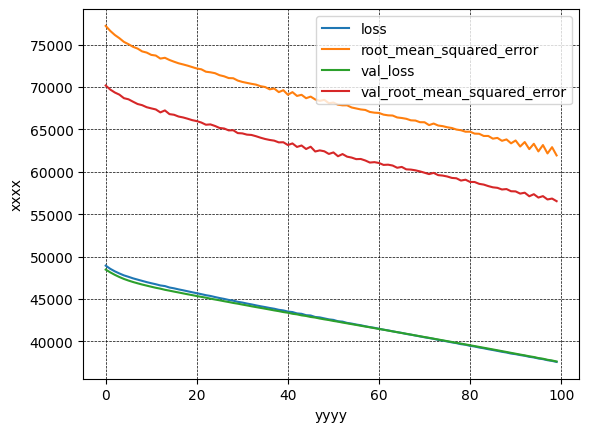 loss
root_mean_squared_error
val_loss
val_root_mean_squared_error
75000
70000
65000
60000
55000
50000
45000
40000
xxxx
0 20 40 60 80 100
yyyy